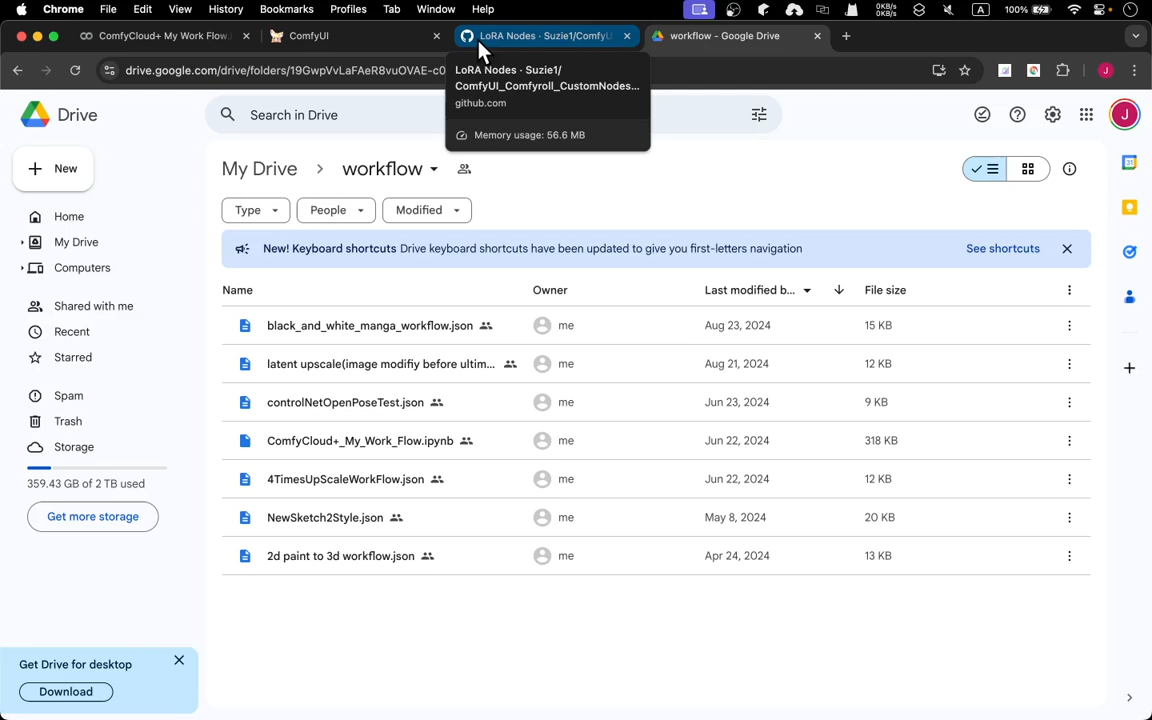 Chrome File Edit View History Bookmarks Profiles Tab Window Help 0KB/s 0KB/s A 100%
ComfyCloud+ My Work Flow. ComfyUI LoRA Nodes · Suzie1/ComfyU workflow - Google Drive
drive.google.com/drive/folders/19GwpVvLaFAeR8vuOVAE-c0
LoRA Nodes · Suzie1/
ComfyUI_Comfyroll_CustomNodes...
github.com
Memory usage: 56.6 MB
Drive
Search in Drive
J
New
Home
My Drive
Computers
Shared with me
Recent
Starred
Spam
Trash
Storage
359.43 GB of 2 TB used
Get more storage
Get Drive for desktop
Download
My Drive > workflow
Type People Modified
New! Keyboard shortcuts Drive keyboard shortcuts have been updated to give you first-letters navigation See shortcuts
Name Owner Last modified b... File size
black_and_white_manga_workflow.json me Aug 23, 2024 15 KB
latent upscale(image modifiy before ultim... me Aug 21, 2024 12 KB
controlNetOpenPoseTest.json me Jun 23, 2024 9 KB
ComfyCloud+_My_Work_Flow.ipynb me Jun 22, 2024 318 KB
4TimesUpScaleWorkFlow.json me Jun 22, 2024 12 KB
NewSketch2Style.json me May 8, 2024 20 KB
2d paint to 3d workflow.json me Apr 24, 2024 13 KB